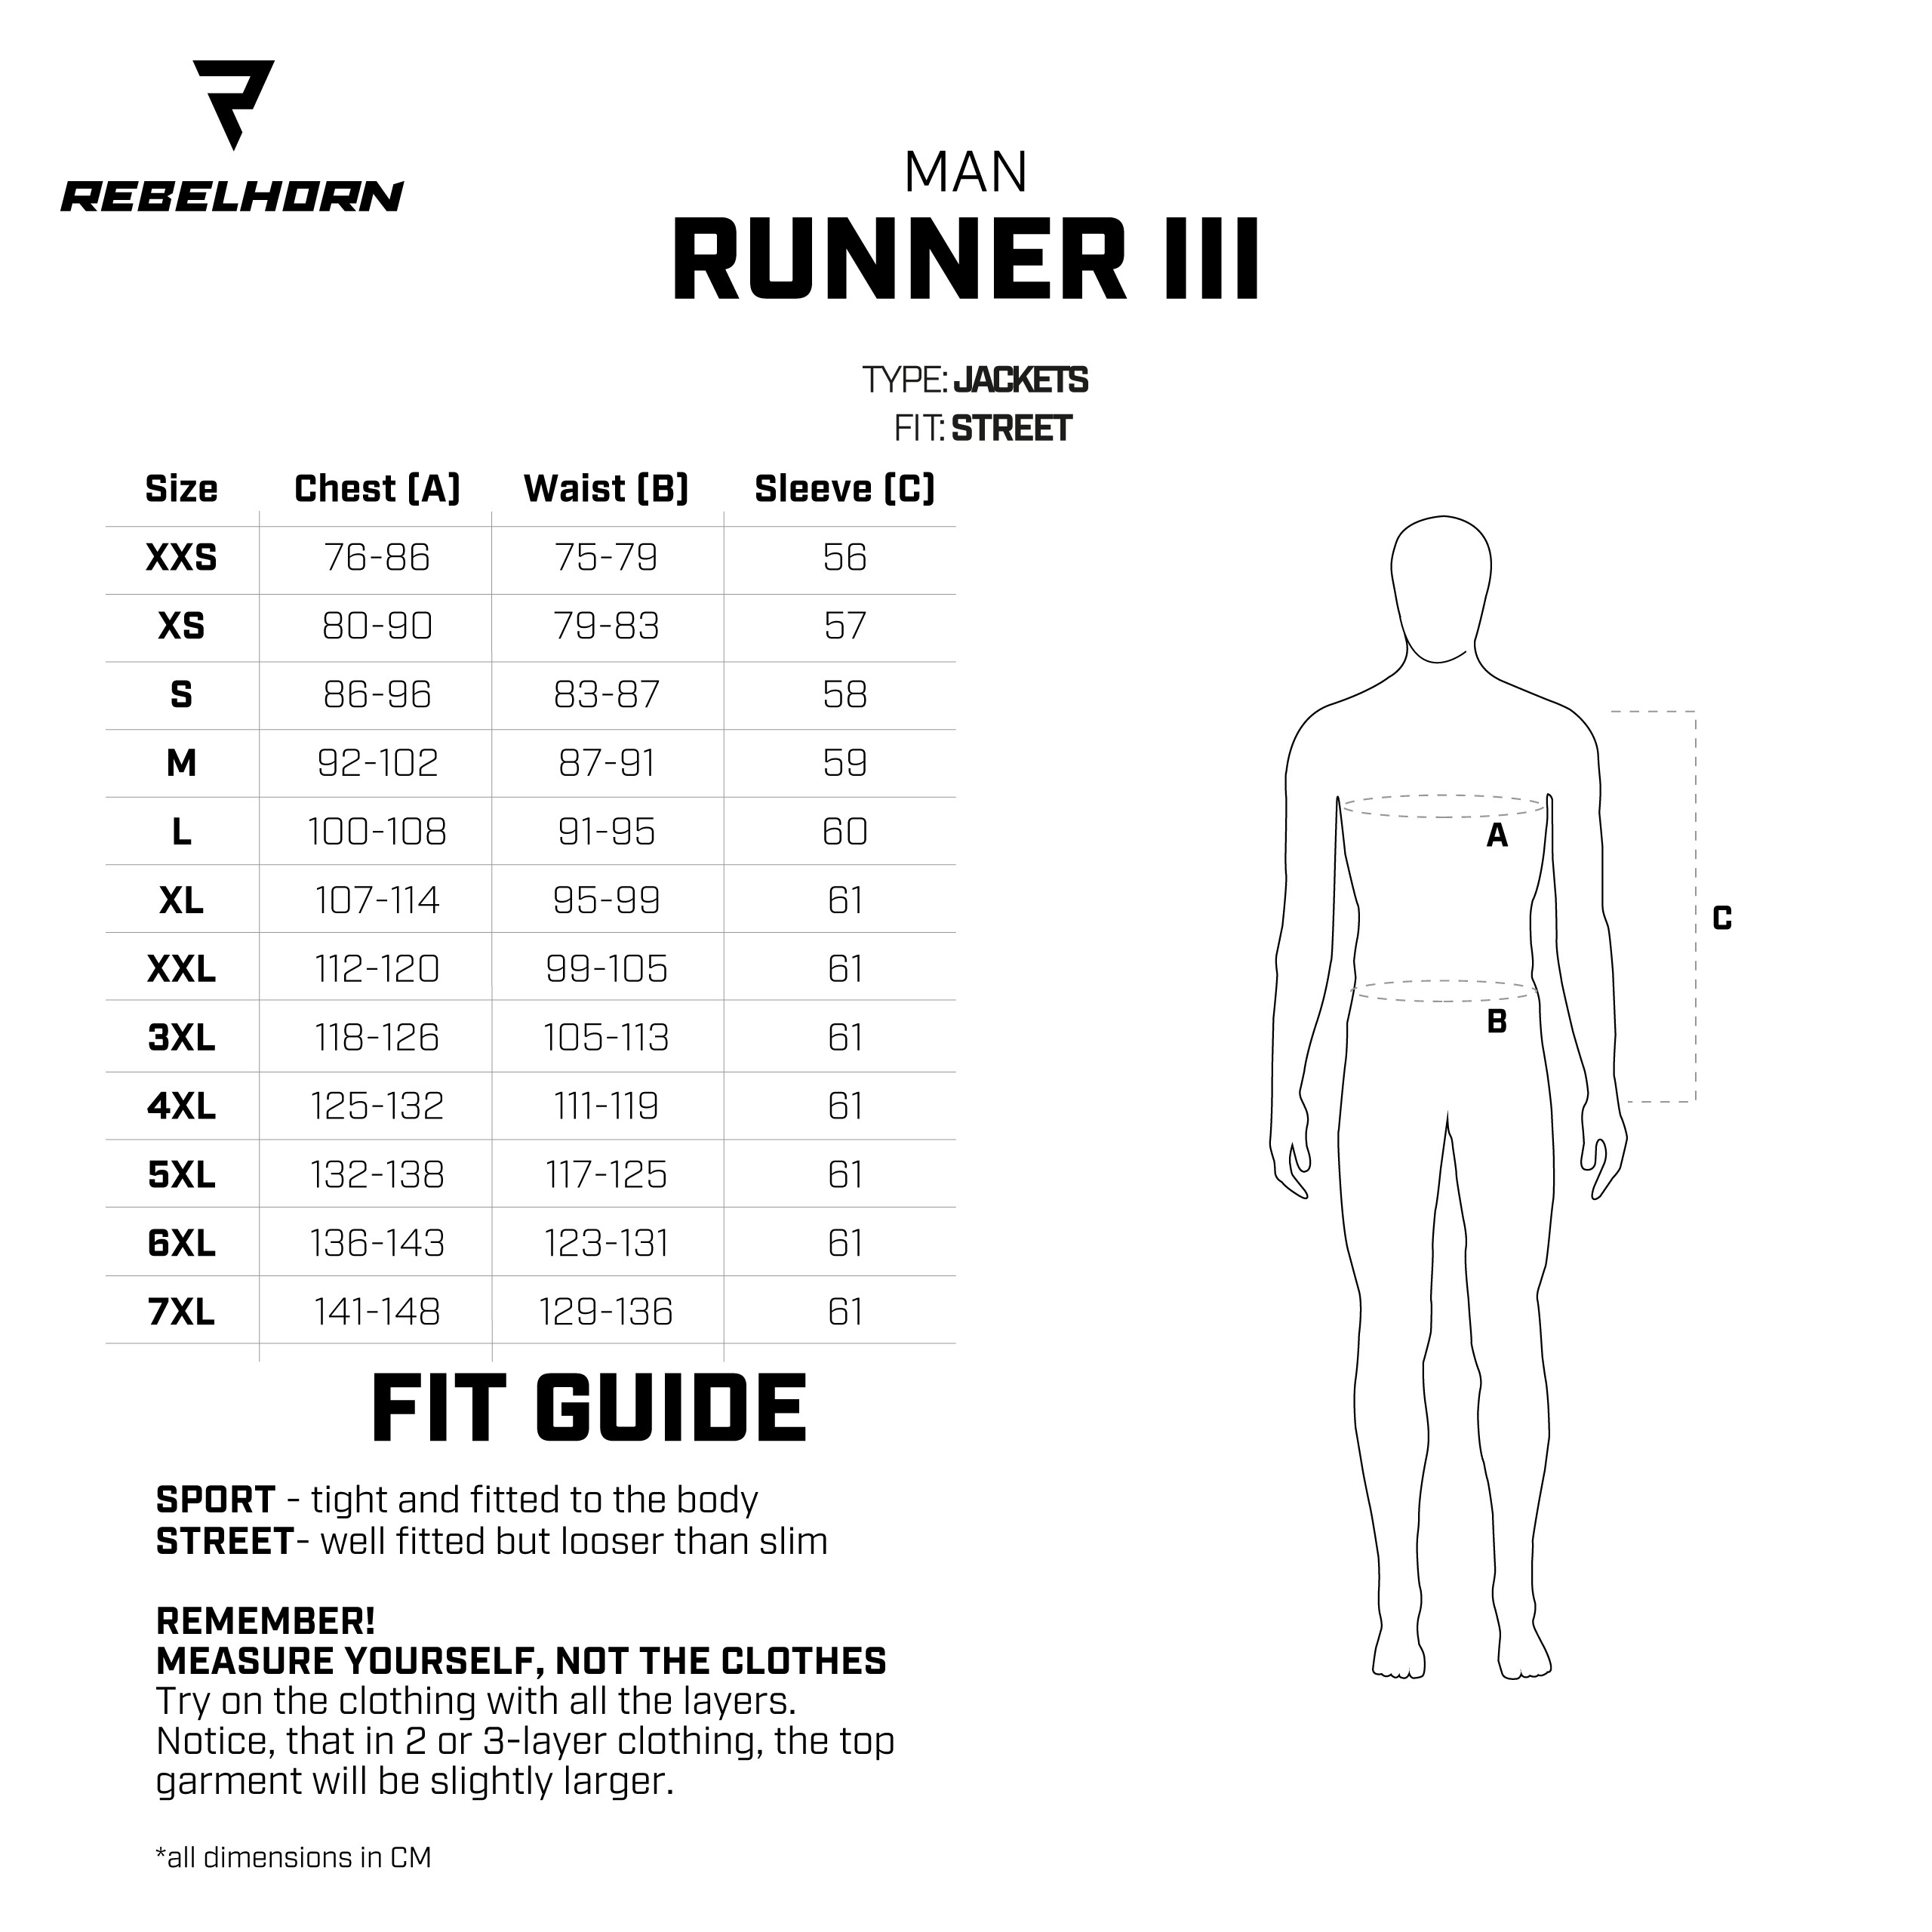 REBELHORN
MAN
RUNNER III
TYPE: JACKETS
FIT: STREET
Size Chest (A) Waist (B) Sleeve (C)
XXS 76-86 75-79 56
XS 80-90 79-83 57
S 86-96 83-87 58
M 92-102 87-91 59
L 100-108 91-95 60
XL 107-114 95-99 61
XXL 112-120 99-105 61
3XL 118-126 105-113 61
4XL 125-132 111-119 61
5XL 132-138 117-125 61
6XL 136-143 123-131 61
7XL 141-148 129-136 61
A
C
B
FIT GUIDE
SPORT - tight and fitted to the body
STREET- well fitted but looser than slim
REMEMBER!
MEASURE YOURSELF, NOT THE CLOTHES
Try on the clothing with all the layers.
Notice, that in 2 or 3-layer clothing, the top
garment will be slightly larger.
*all dimensions in CM